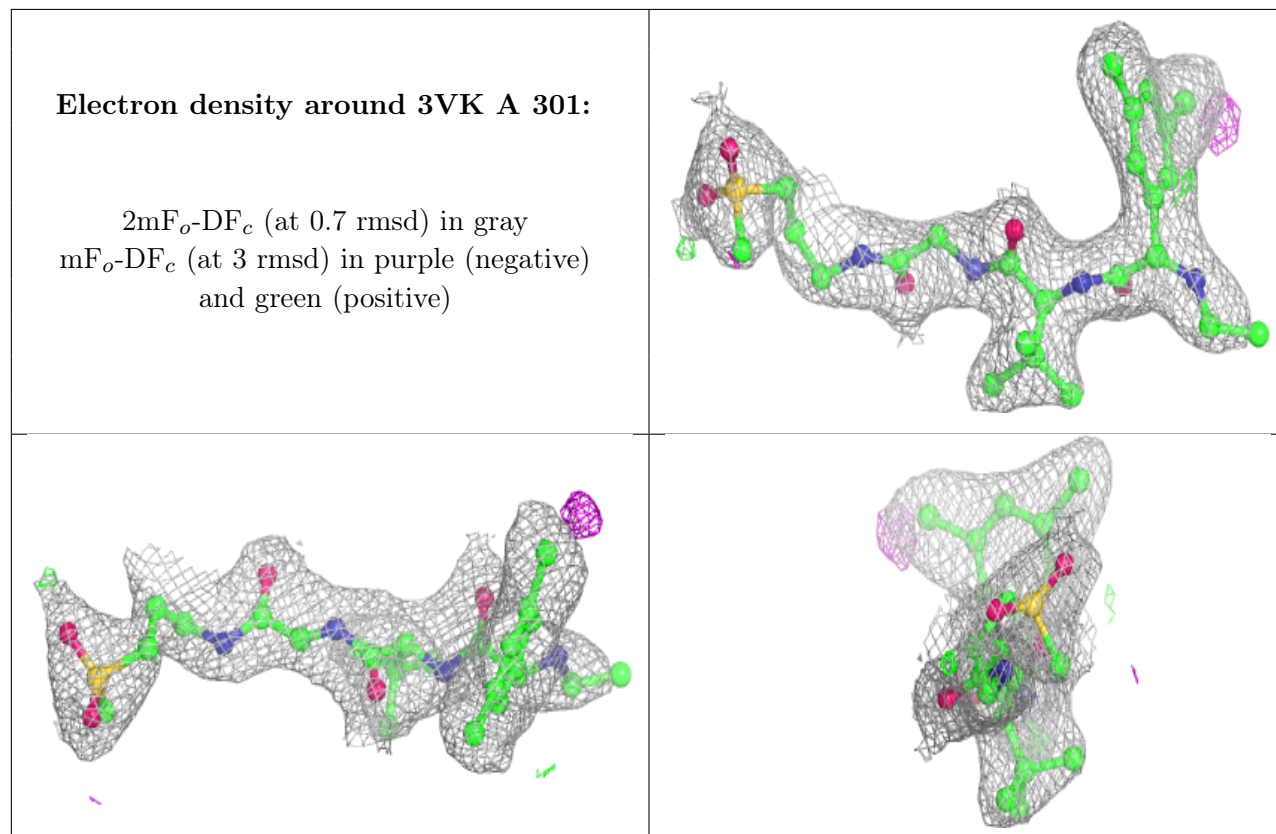 Electron density around 3VK A 301:
2mFo-DFc (at 0.7 rmsd) in gray
mFo-DFc (at 3 rmsd) in purple (negative)
and green (positive)